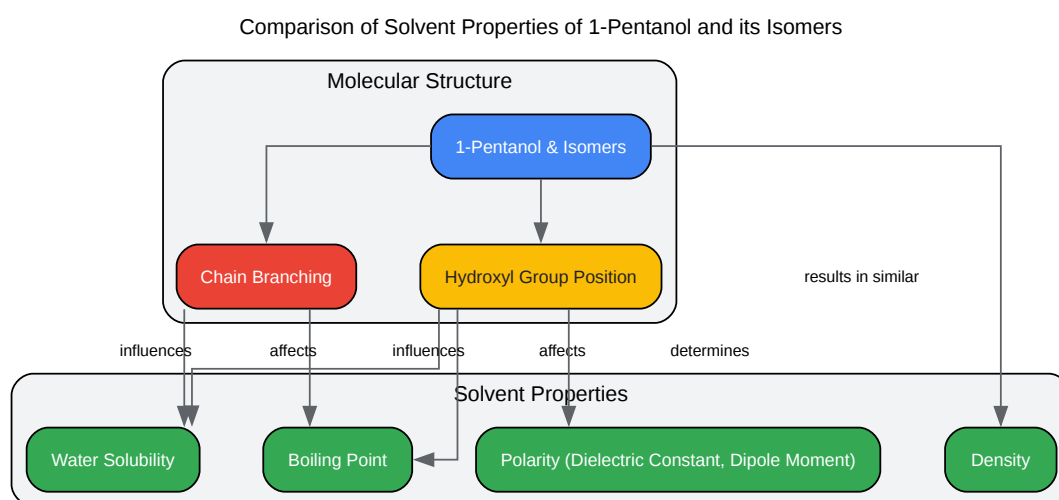 Comparison of Solvent Properties of 1-Pentanol and its Isomers
Molecular Structure
1-Pentanol & Isomers
Chain Branching
Hydroxyl Group Position
results in similar
influences
affects
influences
affects
determines
Solvent Properties
Water Solubility
Boiling Point
Polarity (Dielectric Constant, Dipole Moment)
Density